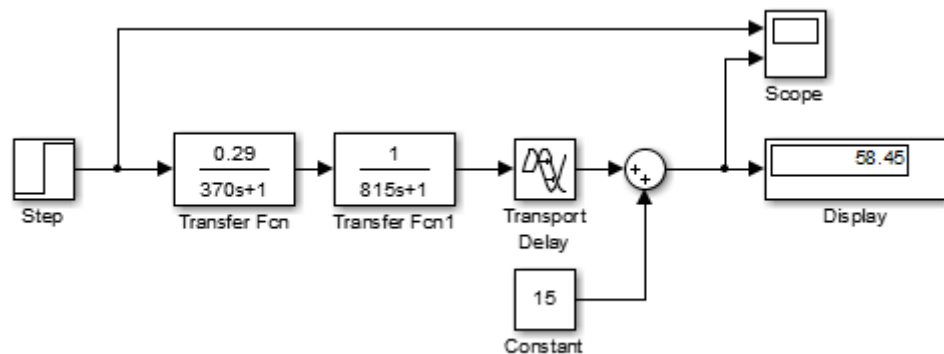 Scope
Step
0.29
370s+1
Transfer Fcn
1
815s+1
Transfer Fcn1
Transport
Delay
+
+
58.45
Display
15
Constant